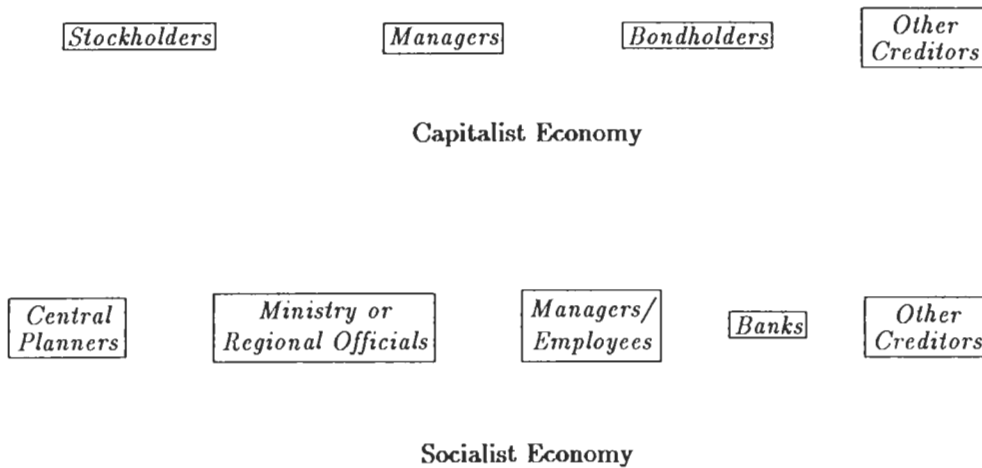 Stockholders
Managers
Bondholders
Other
Creditors
Capitalist Economy
Central
Planners
Ministry or
Regional Officials
Managers/
Employees
Banks
Other
Creditors
Socialist Economy